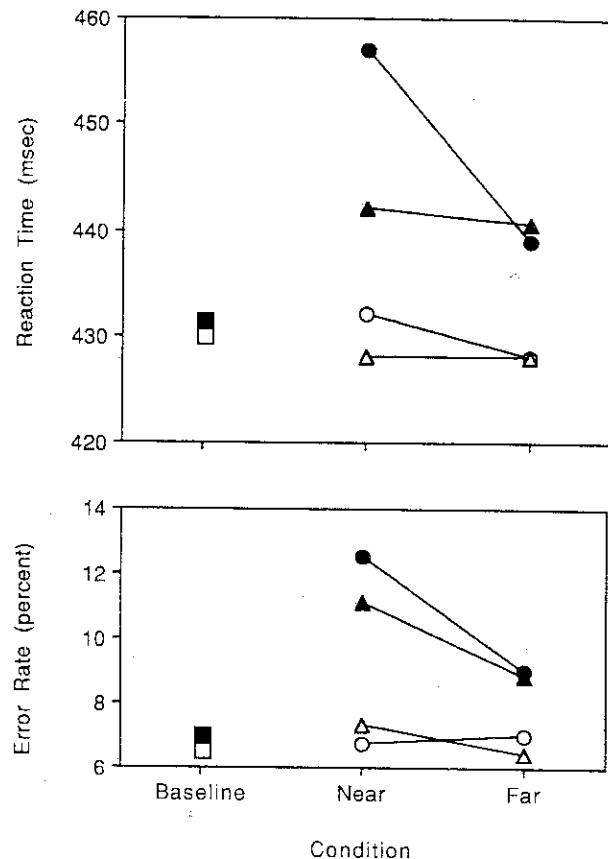 460
450
440
430
420
Reaction Time (msec)
14
12
10
8
6
Error Rate (percent)
Baseline Near Far
Condition